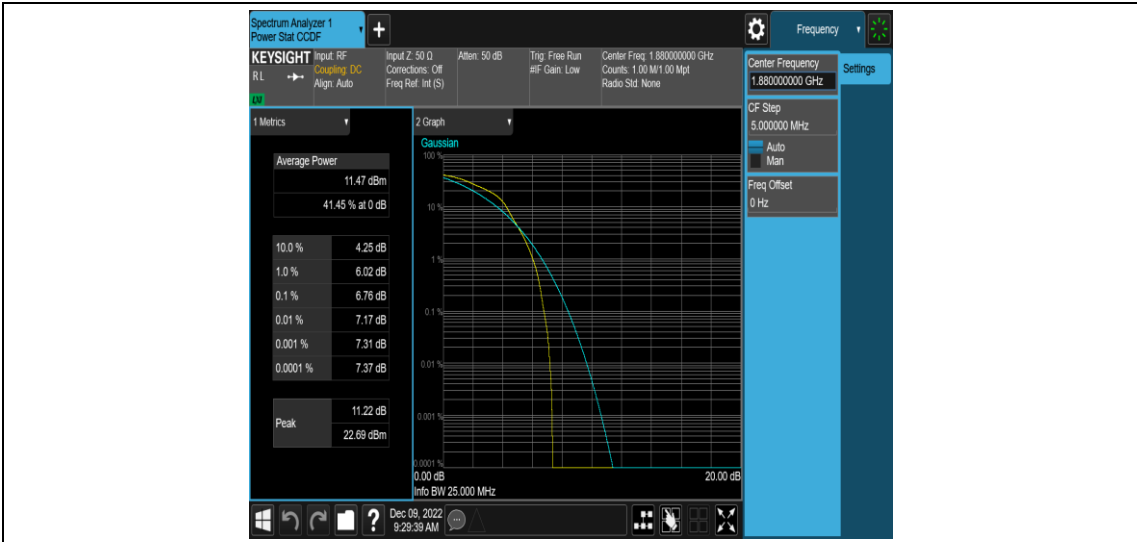 Spectrum Analyzer 1
Power Stat CCDF
+
Frequency
KEYSIGHT
RL
LXI
Input: RF
Coupling: DC
Align: Auto
Input Z: 50 Ω
Corrections: Off
Freq Ref: Int (S)
Atten: 50 dB
Trig: Free Run
#IF Gain: Low
Center Freq: 1.880000000 GHz
Counts: 1.00 M/1.00 Mpt
Radio Std: None
Center Frequency
1.880000000 GHz
Settings
CF Step
5.000000 MHz
Auto
Man
Freq Offset
0 Hz
1 Metrics
Average Power
11.47 dBm
41.45 % at 0 dB
10.0 % 4.25 dB
1.0 % 6.02 dB
0.1 % 6.76 dB
0.01 % 7.17 dB
0.001 % 7.31 dB
0.0001 % 7.37 dB
Peak
11.22 dB
22.69 dBm
2 Graph
Gaussian
100 %
10 %
1 %
0.1 %
0.01 %
0.001 %
0.0001 %
0.00 dB 20.00 dB
Info BW 25.000 MHz
?
Dec 09, 2022
9:29:39 AM